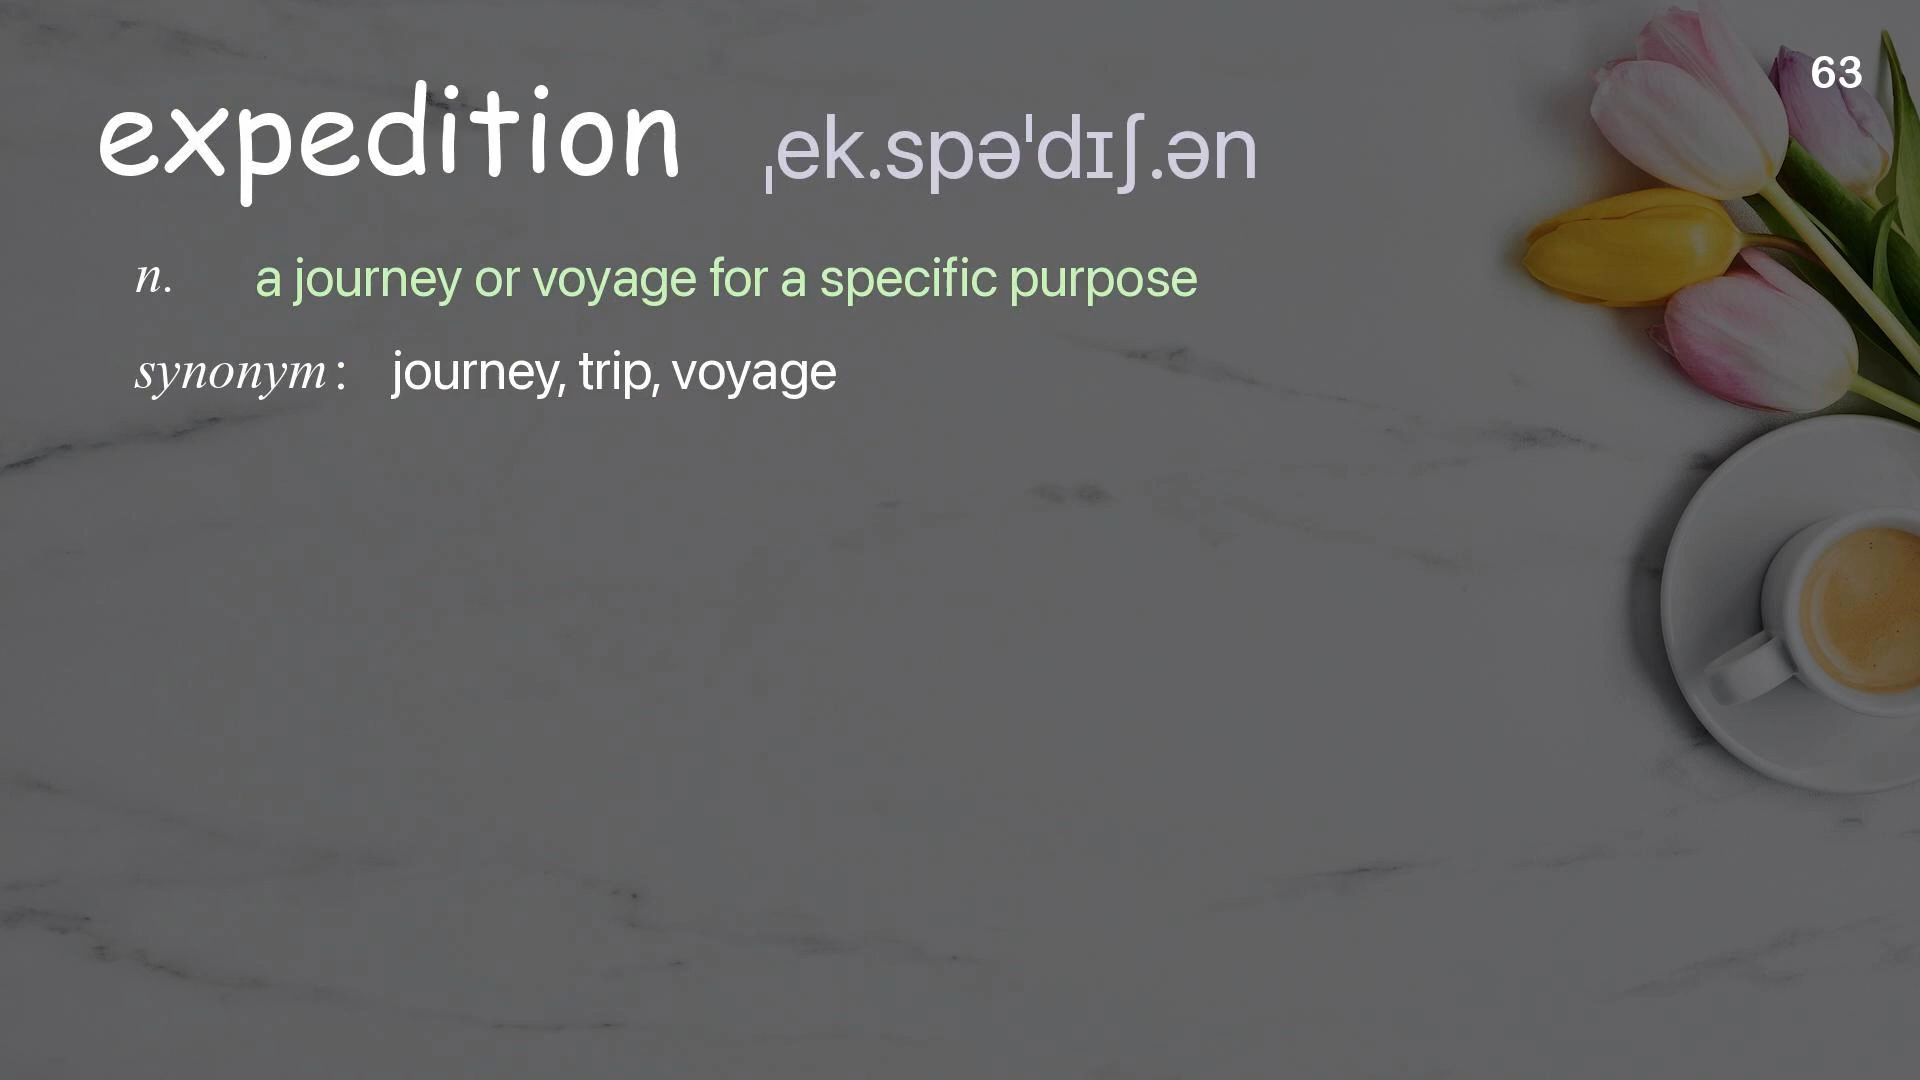 63
expedition ˌek.spəˈdɪʃ.ən
n. a journey or voyage for a specific purpose
synonym: journey, trip, voyage